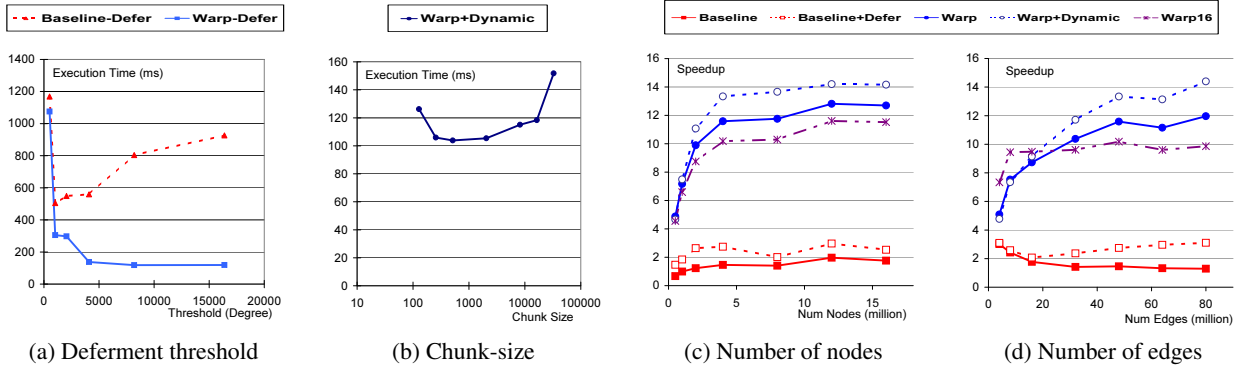 Baseline-Defer Warp-Defer
Warp+Dynamic
Baseline Baseline+Defer Warp Warp+Dynamic Warp16
Execution Time (ms)
1400
1200
1000
800
600
400
200
0
0 5000 10000 15000 20000
Threshold (Degree)
(a) Deferment threshold
Execution Time (ms)
160
140
120
100
80
60
40
20
0
10 100 1000 10000 100000
Chunk Size
(b) Chunk-size
Speedup
16
14
12
10
8
6
4
2
0
0 5 10 15
Num Nodes (million)
(c) Number of nodes
Speedup
16
14
12
10
8
6
4
2
0
0 20 40 60 80
Num Edges (million)
(d) Number of edges